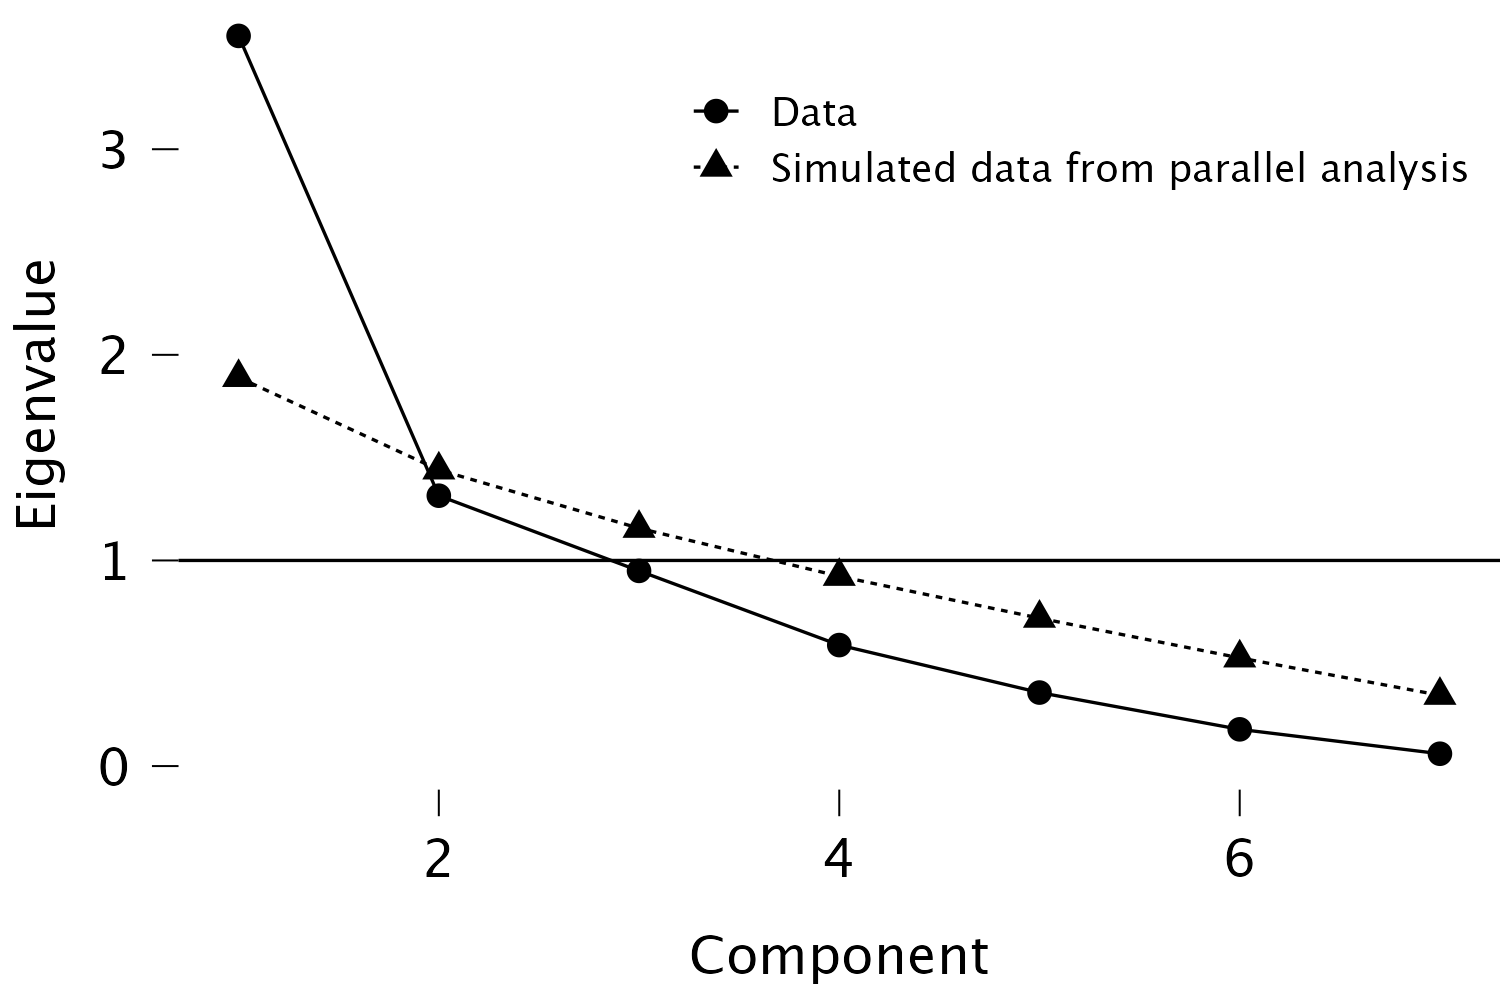 Data
Simulated data from parallel analysis
3
2
1
0
Eigenvalue
2
4
6
Component